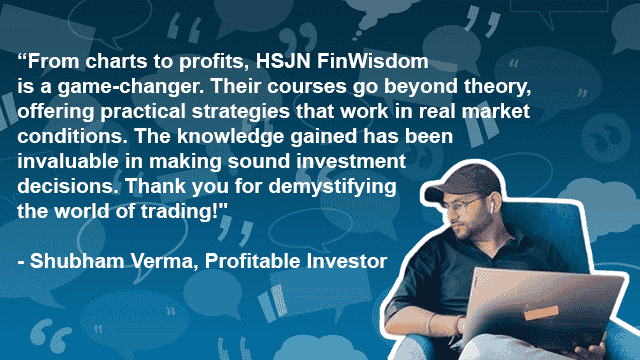 “From charts to profits, HSJN FinWisdom
is a game-changer. Their courses go beyond theory,
offering practical strategies that work in real market
conditions. The knowledge gained has been
invaluable in making sound investment
decisions. Thank you for demystifying
the world of trading!"
- Shubham Verma, Profitable Investor